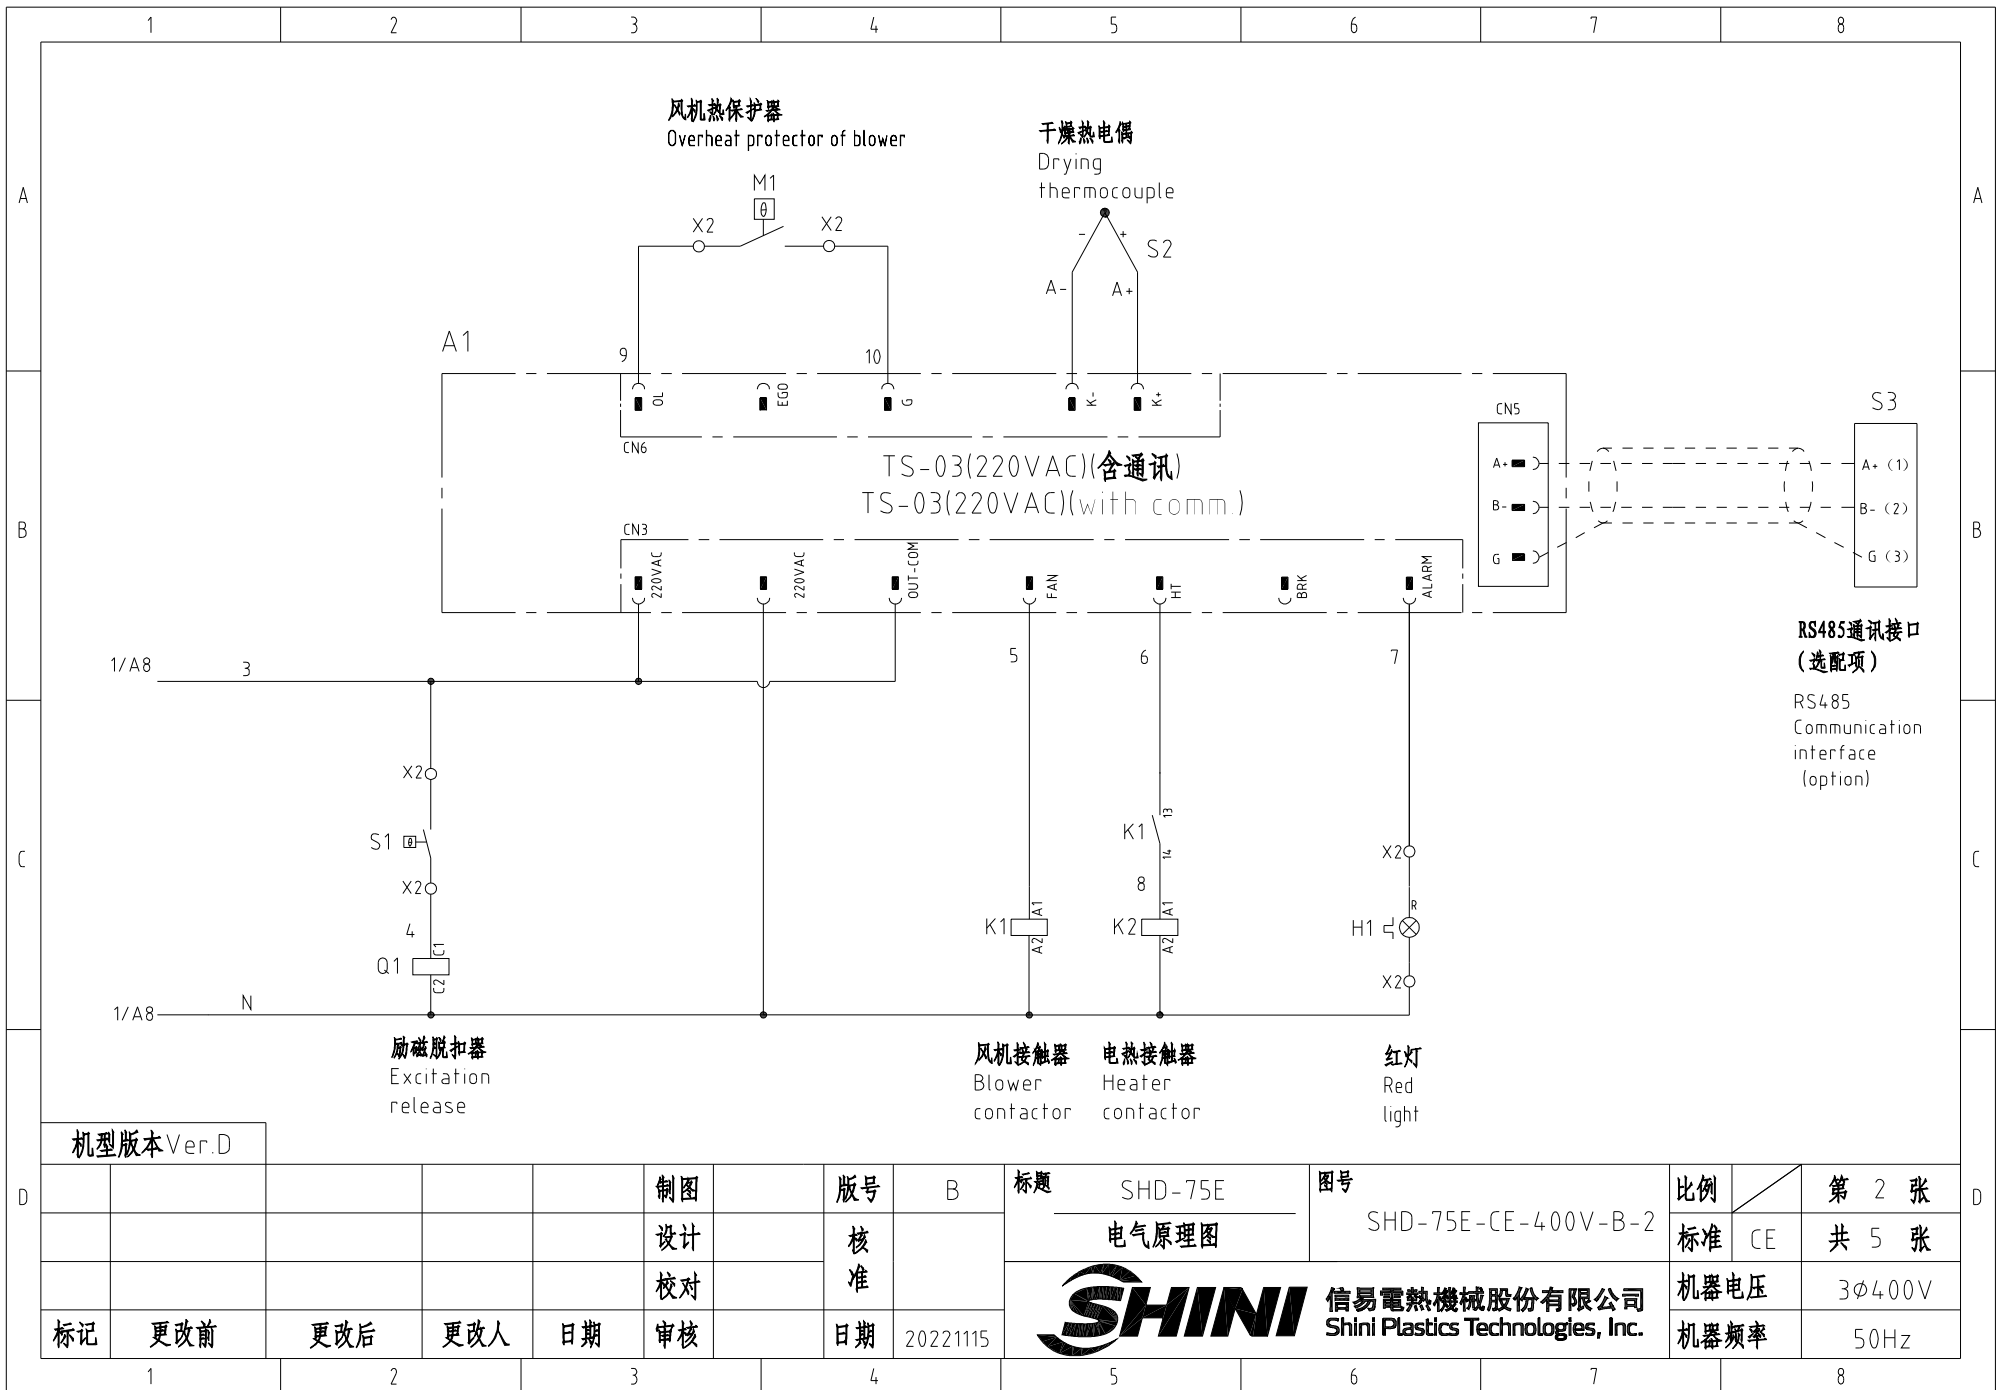 1 2 3 4 5 6 7 8
风机热保护器
Overheat protector of blower
干燥热电偶
Drying
thermocouple
A
A
M1
θ
X2
X2
-
+
S2
A-
A+
A1
9
10
OL
EGO
G
K-
K+
CN6
CN5
S3
TS-03(220VAC)(含通讯)
TS-03(220VAC)(with comm.)
A+
A+ (1)
B-
B- (2)
G
G (3)
B
B
CN3
220VAC
220VAC
OUT-COM
FAN
HT
BRK
ALARM
RS485通讯接口
(选配项)
RS485
Communication
interface
(option)
1/A8
3
5
6
7
X2
S1
θ
X2
4
Q1
C1
C2
K1
13
14
8
K1
A1
A2
K2
A1
A2
X2
R
H1
X2
C
C
1/A8
N
励磁脱扣器
Excitation
release
风机接触器
Blower
contactor
电热接触器
Heater
contactor
红灯
Red
light
机型版本Ver.D
D
D
制图
版号
B
标题
SHD-75E
电气原理图
图号
SHD-75E-CE-400V-B-2
比例
第 2 张
设计
核
准
标准
CE
共 5 张
校对
SHINI
信易電熱機械股份有限公司
Shini Plastics Technologies, Inc.
机器电压
3Φ400V
标记
更改前
更改后
更改人
日期
审核
日期
20221115
机器频率
50Hz
1 2 3 4 5 6 7 8